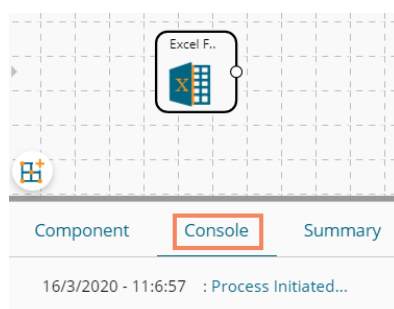 Excel F..
X
Component Console Summary
16/3/2020 - 11:6:57 : Process Initiated...